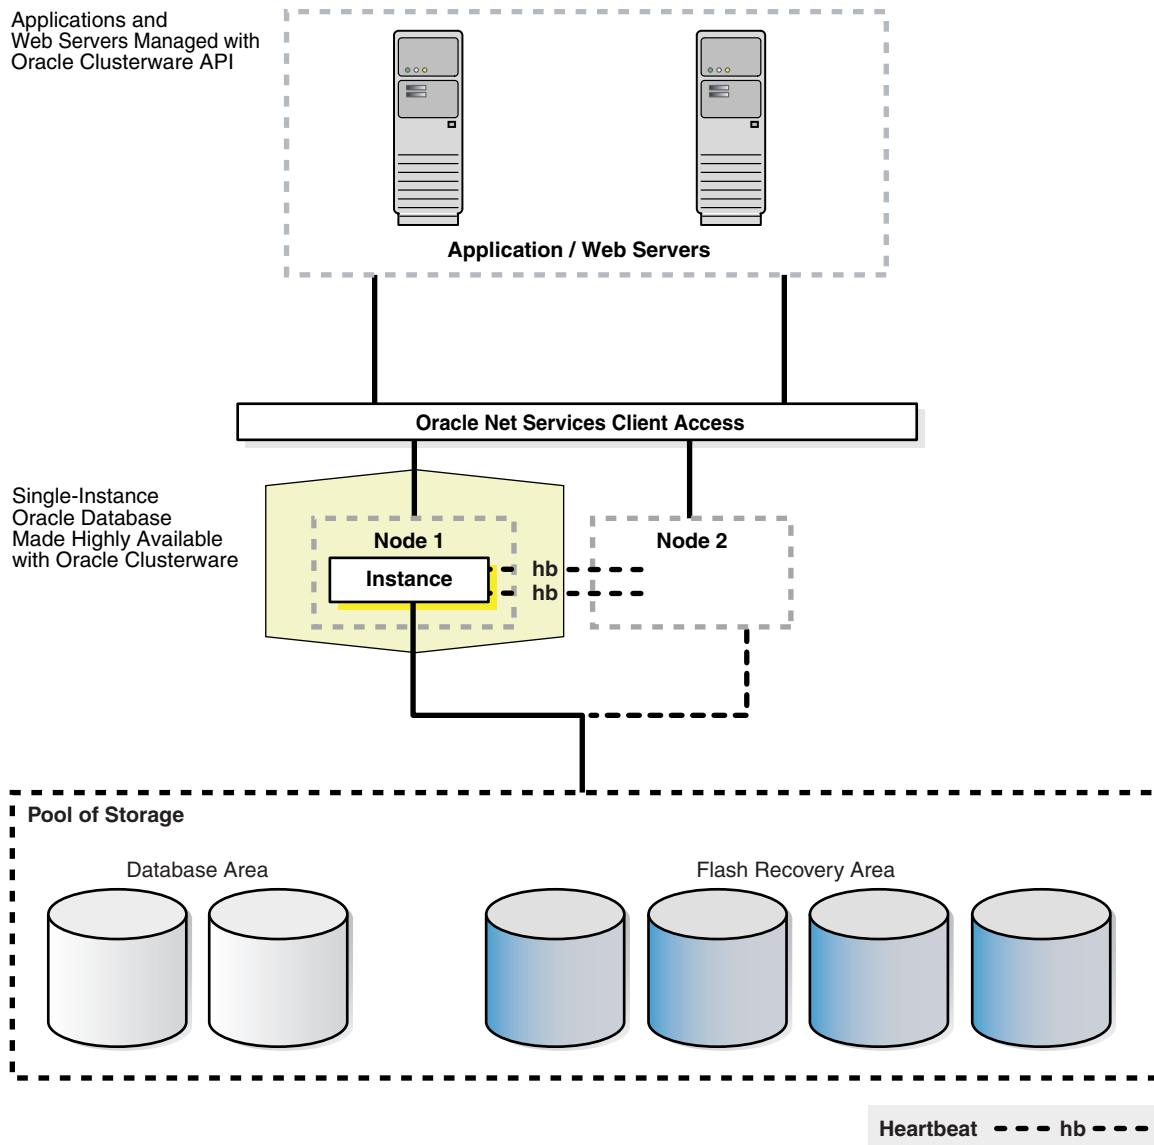 Applications and
Web Servers Managed with
Oracle Clusterware API
Application / Web Servers
Oracle Net Services Client Access
Single-Instance
Oracle Database
Made Highly Available
with Oracle Clusterware
Node 1
Instance
hb
hb
Node 2
Pool of Storage
Database Area
Flash Recovery Area
Heartbeat hb